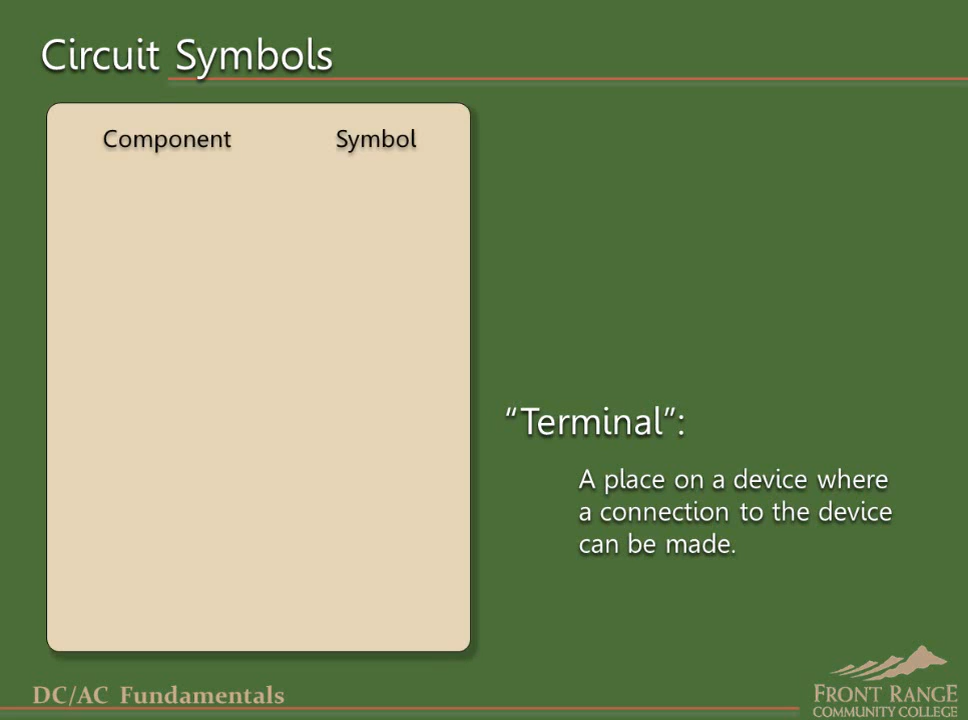 Circuit Symbols
Component Symbol
“Terminal”:
A place on a device where
a connection to the device
can be made.
DC/AC Fundamentals
FRONT RANGE
COMMUNITY COLLEGE